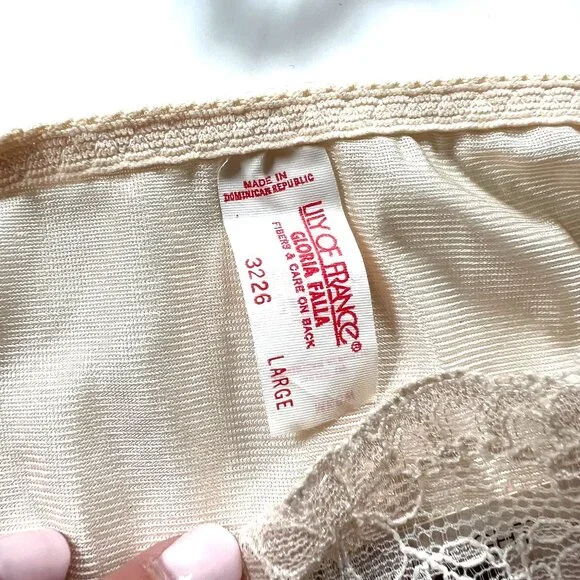 MADE IN
DOMINICAN REPUBLIC
LILY OF FRANCE®
GLORIA FALLA
FIBERS & CARE ON BACK
3226 LARGE